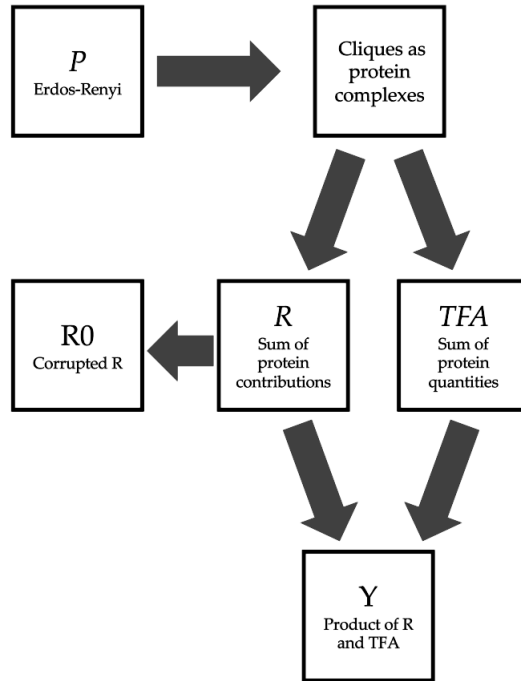 P
Erdos-Renyi
Cliques as
protein
complexes
R0
Corrupted R
R
Sum of
protein
contributions
TFA
Sum of
protein
quantities
Y
Product of R
and TFA